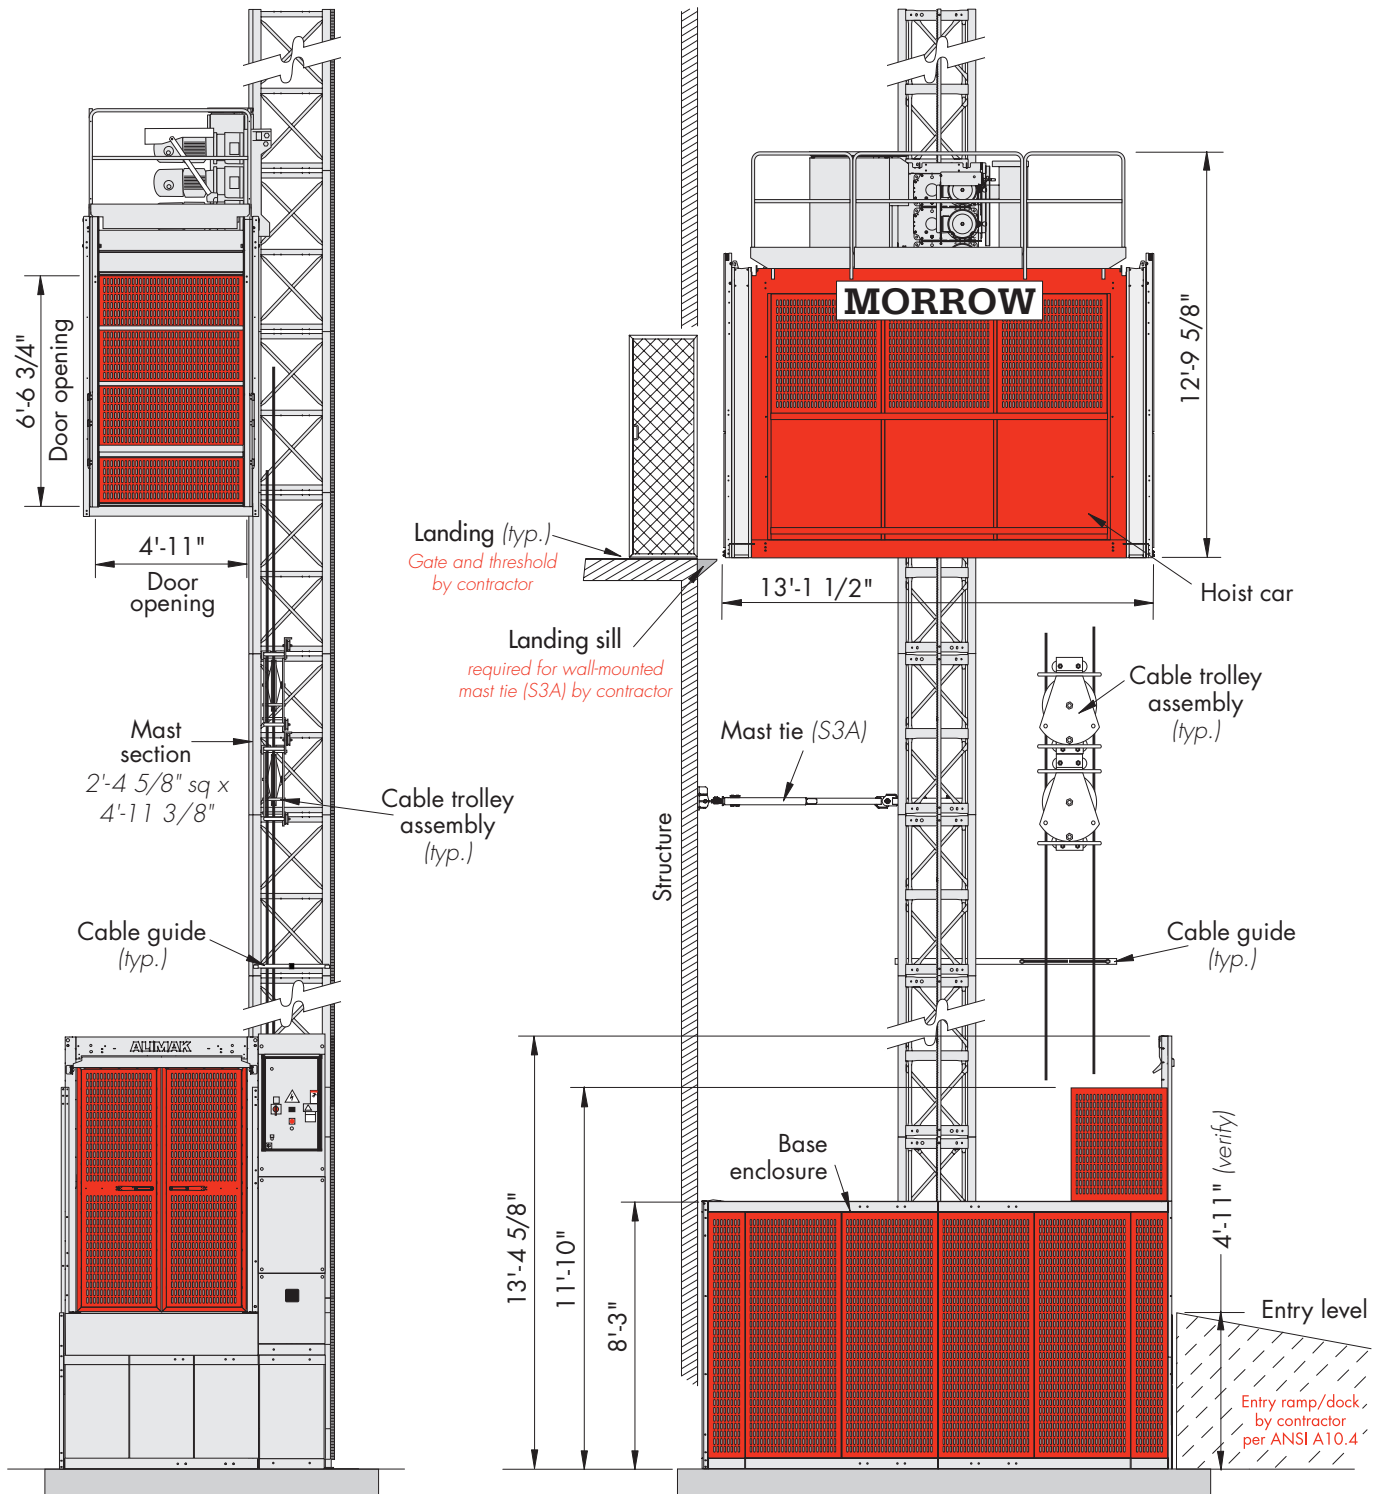 6'-6 3/4"
Door opening
4'-11"
Door
opening
Mast
section
2'-4 5/8" sq x
4'-11 3/8"
Cable trolley
assembly
(typ.)
Cable guide
(typ.)
ALIMAK
MORROW
12'-9 5/8"
13'-1 1/2"
Hoist car
Landing (typ.)
Gate and threshold
by contractor
Landing sill
required for wall-mounted
mast tie (S3A) by contractor
Mast tie (S3A)
Structure
Cable trolley
assembly
(typ.)
Cable guide
(typ.)
Base
enclosure
13'-4 5/8"
11'-10"
8'-3"
4'-11" (verify)
Entry level
Entry ramp/dock
by contractor
per ANSI A10.4